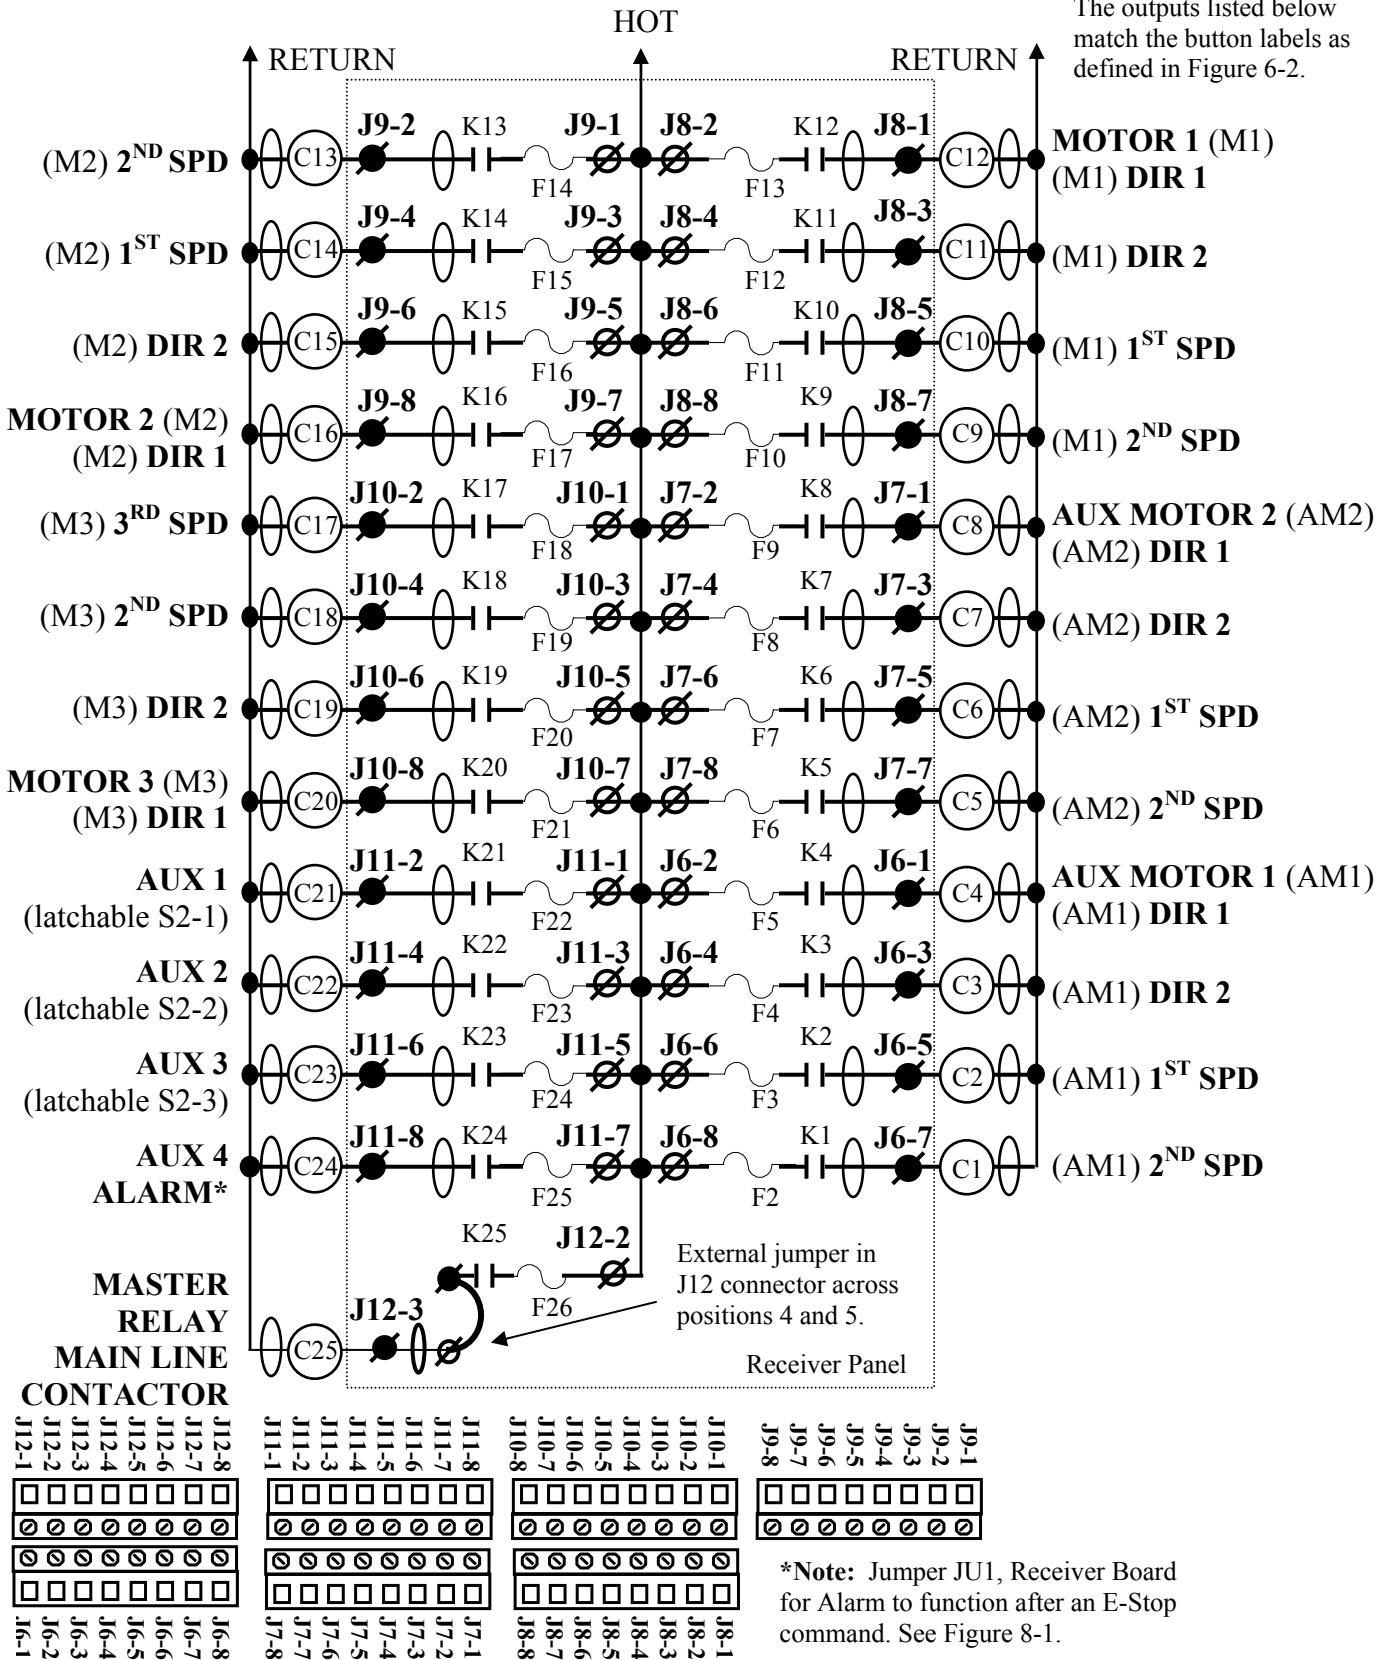 The outputs listed below
match the button labels as
defined in Figure 6-2.
HOT
RETURN
RETURN
(M2) 2ND SPD
C13
J9-2
K13
F14
J9-1
J8-2
F13
K12
J8-1
C12
MOTOR 1 (M1)
(M1) DIR 1
(M2) 1ST SPD
C14
J9-4
K14
F15
J9-3
J8-4
F12
K11
J8-3
C11
(M1) DIR 2
(M2) DIR 2
C15
J9-6
K15
F16
J9-5
J8-6
F11
K10
J8-5
C10
(M1) 1ST SPD
MOTOR 2 (M2)
(M2) DIR 1
C16
J9-8
K16
F17
J9-7
J8-8
F10
K9
J8-7
C9
(M1) 2ND SPD
(M3) 3RD SPD
C17
J10-2
K17
F18
J10-1
J7-2
F9
K8
J7-1
C8
AUX MOTOR 2 (AM2)
(AM2) DIR 1
(M3) 2ND SPD
C18
J10-4
K18
F19
J10-3
J7-4
F8
K7
J7-3
C7
(AM2) DIR 2
(M3) DIR 2
C19
J10-6
K19
F20
J10-5
J7-6
F7
K6
J7-5
C6
(AM2) 1ST SPD
MOTOR 3 (M3)
(M3) DIR 1
C20
J10-8
K20
F21
J10-7
J7-8
F6
K5
J7-7
C5
(AM2) 2ND SPD
AUX 1
(latchable S2-1)
C21
J11-2
K21
F22
J11-1
J6-2
F5
K4
J6-1
C4
AUX MOTOR 1 (AM1)
(AM1) DIR 1
AUX 2
(latchable S2-2)
C22
J11-4
K22
F23
J11-3
J6-4
F4
K3
J6-3
C3
(AM1) DIR 2
AUX 3
(latchable S2-3)
C23
J11-6
K23
F24
J11-5
J6-6
F3
K2
J6-5
C2
(AM1) 1ST SPD
AUX 4
ALARM*
C24
J11-8
K24
F25
J11-7
J6-8
F2
K1
J6-7
C1
(AM1) 2ND SPD
K25
J12-2
F26
External jumper in
J12 connector across
positions 4 and 5.
MASTER
RELAY
MAIN LINE
CONTACTOR
C25
J12-3
Receiver Panel
J12-1
J12-2
J12-3
J12-4
J12-5
J12-6
J12-7
J12-8
J11-1
J11-2
J11-3
J11-4
J11-5
J11-6
J11-7
J11-8
J10-8
J10-7
J10-6
J10-5
J10-4
J10-3
J10-2
J10-1
J9-8
J9-7
J9-6
J9-5
J9-4
J9-3
J9-2
J9-1
J6-1
J6-2
J6-3
J6-4
J6-5
J6-6
J6-7
J6-8
J7-8
J7-7
J7-6
J7-5
J7-4
J7-3
J7-2
J7-1
J8-8
J8-7
J8-6
J8-5
J8-4
J8-3
J8-2
J8-1
*Note: Jumper JU1, Receiver Board
for Alarm to function after an E-Stop
command. See Figure 8-1.